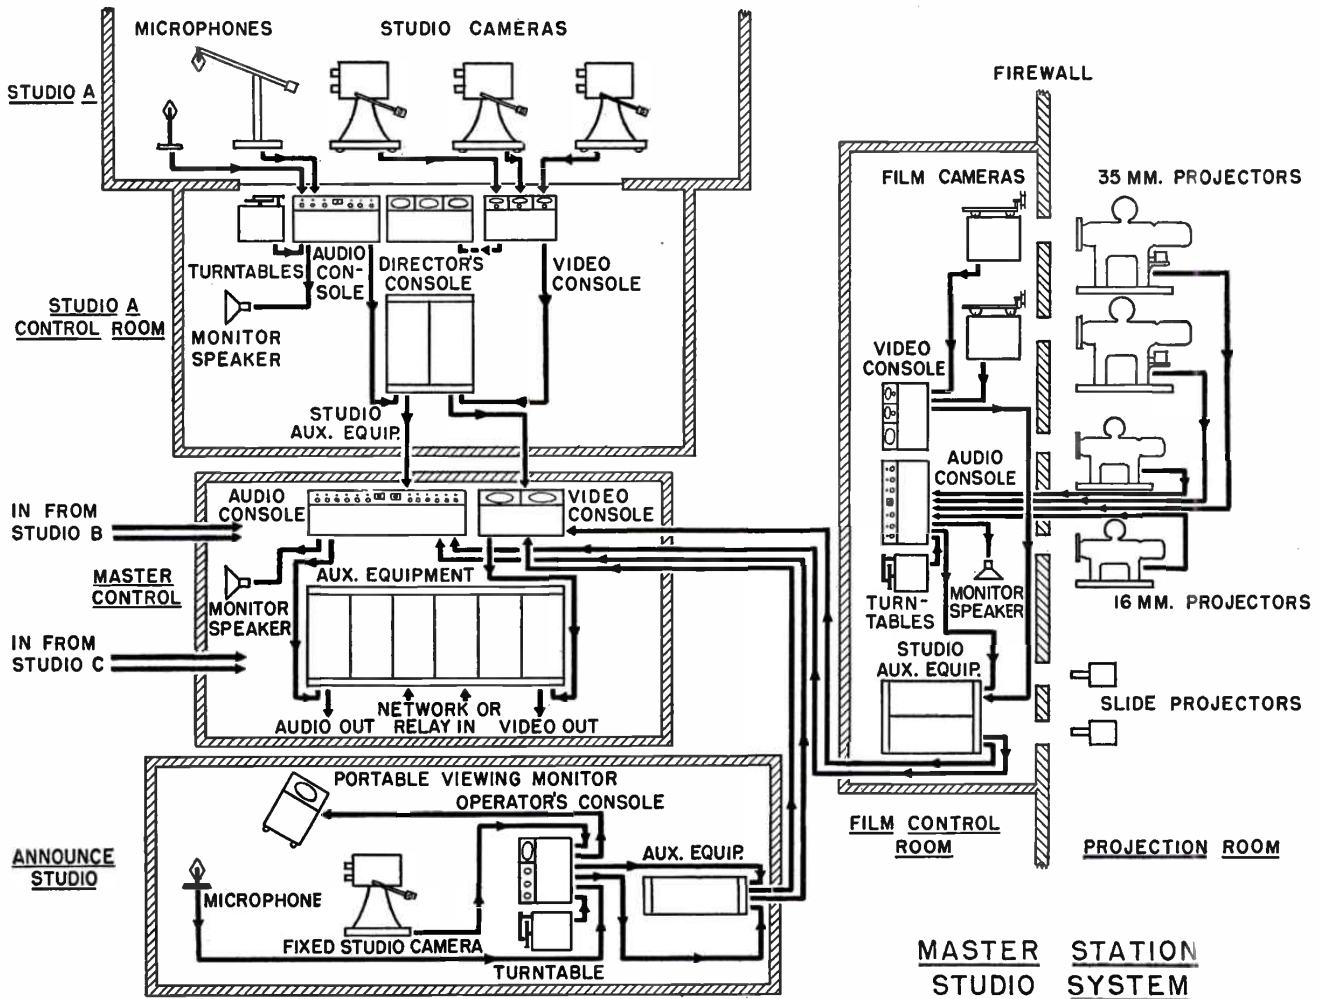 MICROPHONES
STUDIO CAMERAS
STUDIO A
TURNTABLES
AUDIO
CON-
SOLE
DIRECTOR'S
CONSOLE
VIDEO
CONSOLE
STUDIO A
CONTROL ROOM
MONITOR
SPEAKER
STUDIO
AUX. EQUIP.
IN FROM
STUDIO B
AUDIO
CONSOLE
VIDEO
CONSOLE
MASTER
CONTROL
AUX. EQUIPMENT
MONITOR
SPEAKER
IN FROM
STUDIO C
AUDIO OUT
NETWORK OR
RELAY IN
VIDEO OUT
PORTABLE VIEWING MONITOR
OPERATOR'S CONSOLE
ANNOUNCE
STUDIO
AUX. EQUIP.
MICROPHONE
FIXED STUDIO CAMERA
TURNTABLE
FIREWALL
FILM CAMERAS
35 MM. PROJECTORS
VIDEO
CONSOLE
AUDIO
CONSOLE
TURN-
TABLES
MONITOR
SPEAKER
16 MM. PROJECTORS
STUDIO
AUX. EQUIP.
SLIDE PROJECTORS
FILM CONTROL
ROOM
PROJECTION ROOM
MASTER STATION
STUDIO SYSTEM